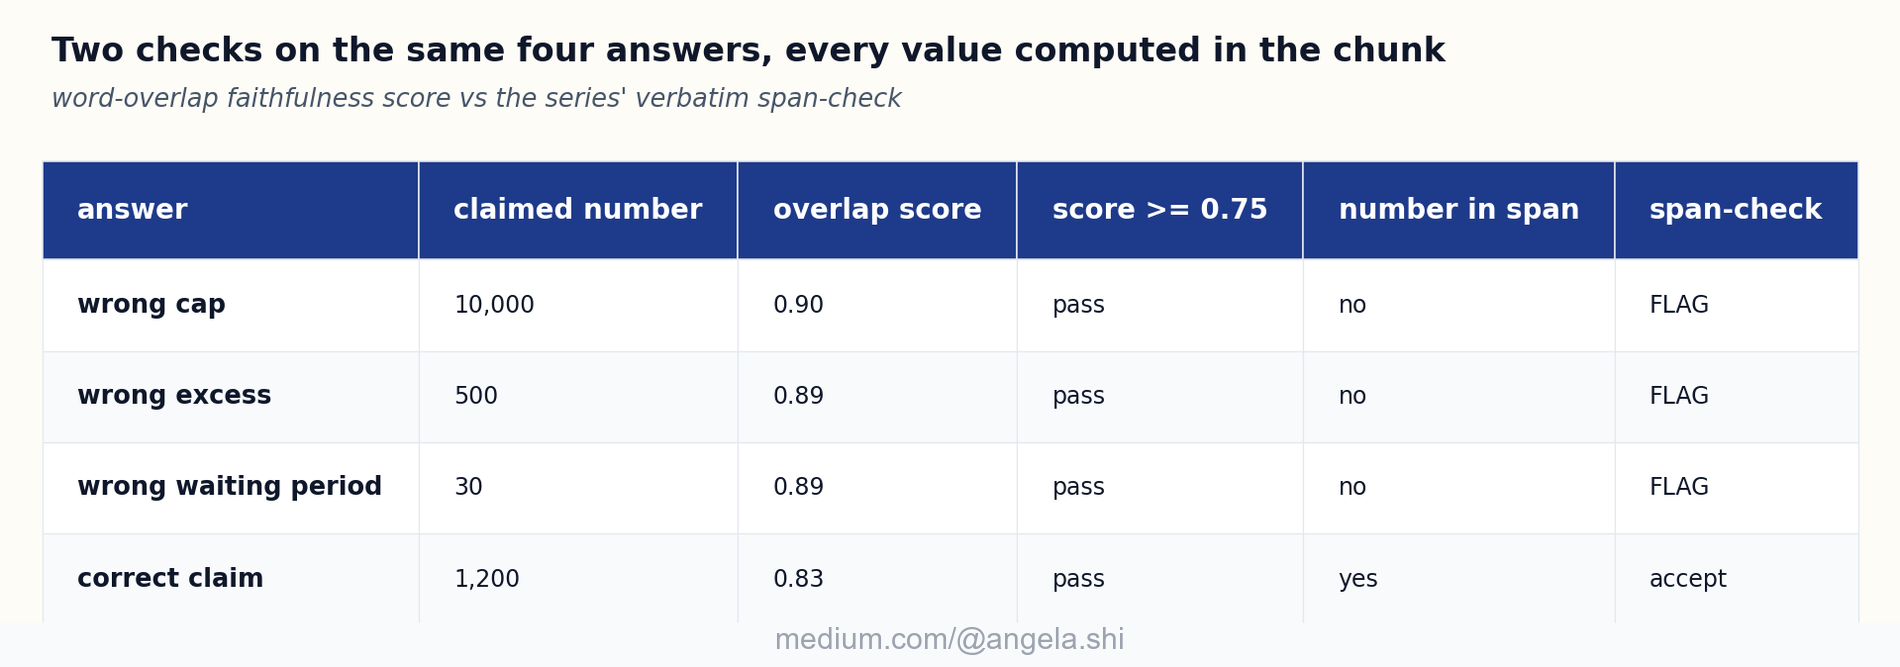 Two checks on the same four answers, every value computed in the chunk
word-overlap faithfulness score vs the series' verbatim span-check
answer claimed number overlap score score >= 0.75 number in span span-check
wrong cap 10,000 0.90 pass no FLAG
wrong excess 500 0.89 pass no FLAG
wrong waiting period 30 0.89 pass no FLAG
correct claim 1,200 0.83 pass yes accept
medium.com/@angela.shi